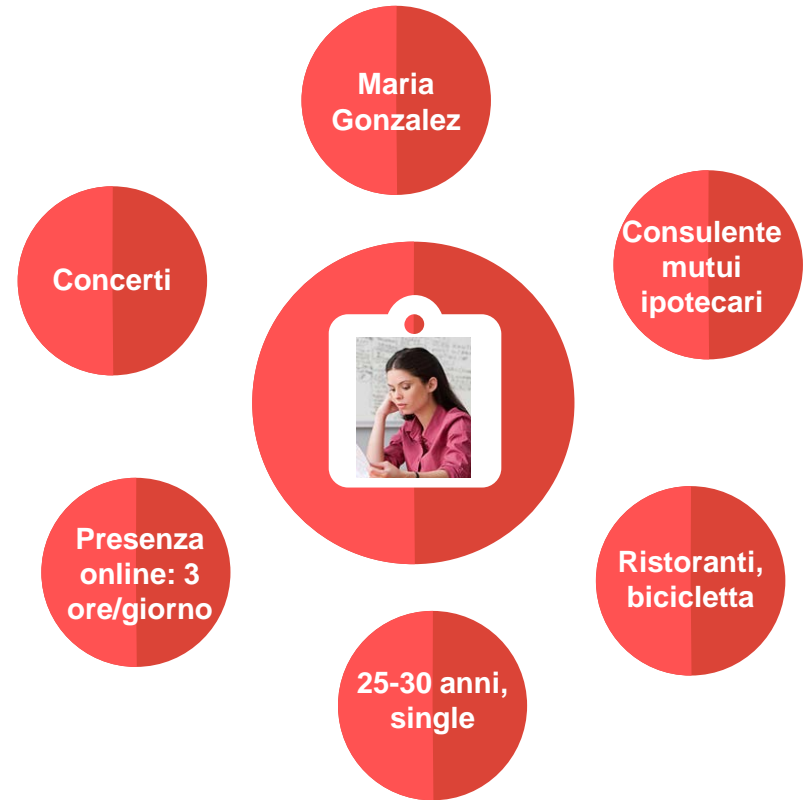 Maria
Gonzalez
Consulente
mutui
ipotecari
Concerti
Presenza
online: 3
ore/giorno
Ristoranti,
bicicletta
25-30 anni,
single